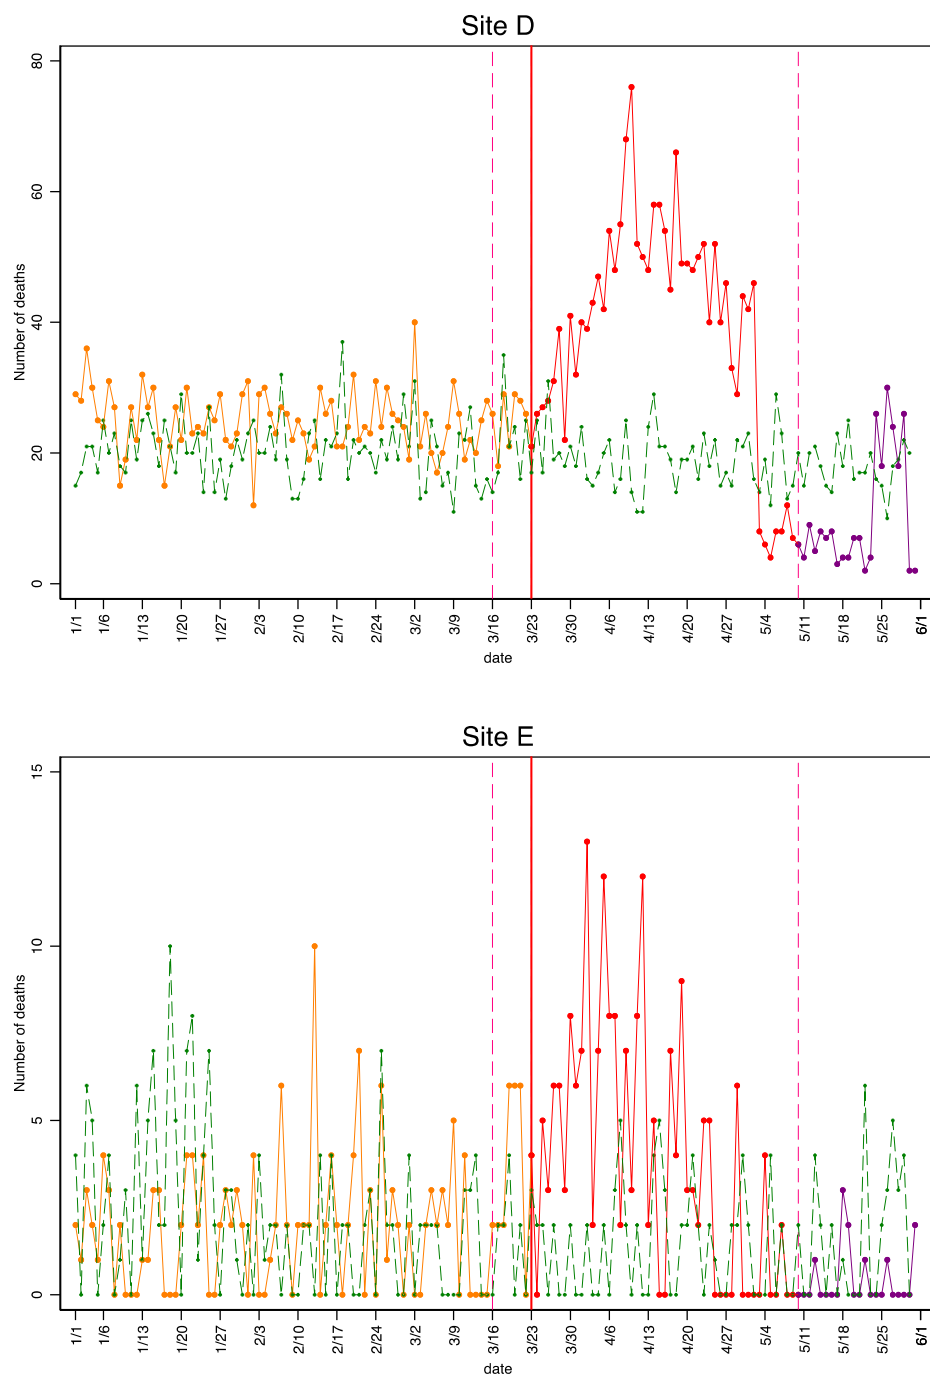 Site D
80
60
40
20
0
Number of deaths
1/1 1/6 1/13 1/20 1/27 2/3 2/10 2/17 2/24 3/2 3/9 3/16 3/23 3/30 4/6 4/13 4/20 4/27 5/4 5/11 5/18 5/25 6/1
date
Site E
15
10
5
0
Number of deaths
1/1 1/6 1/13 1/20 1/27 2/3 2/10 2/17 2/24 3/2 3/9 3/16 3/23 3/30 4/6 4/13 4/20 4/27 5/4 5/11 5/18 5/25 6/1
date